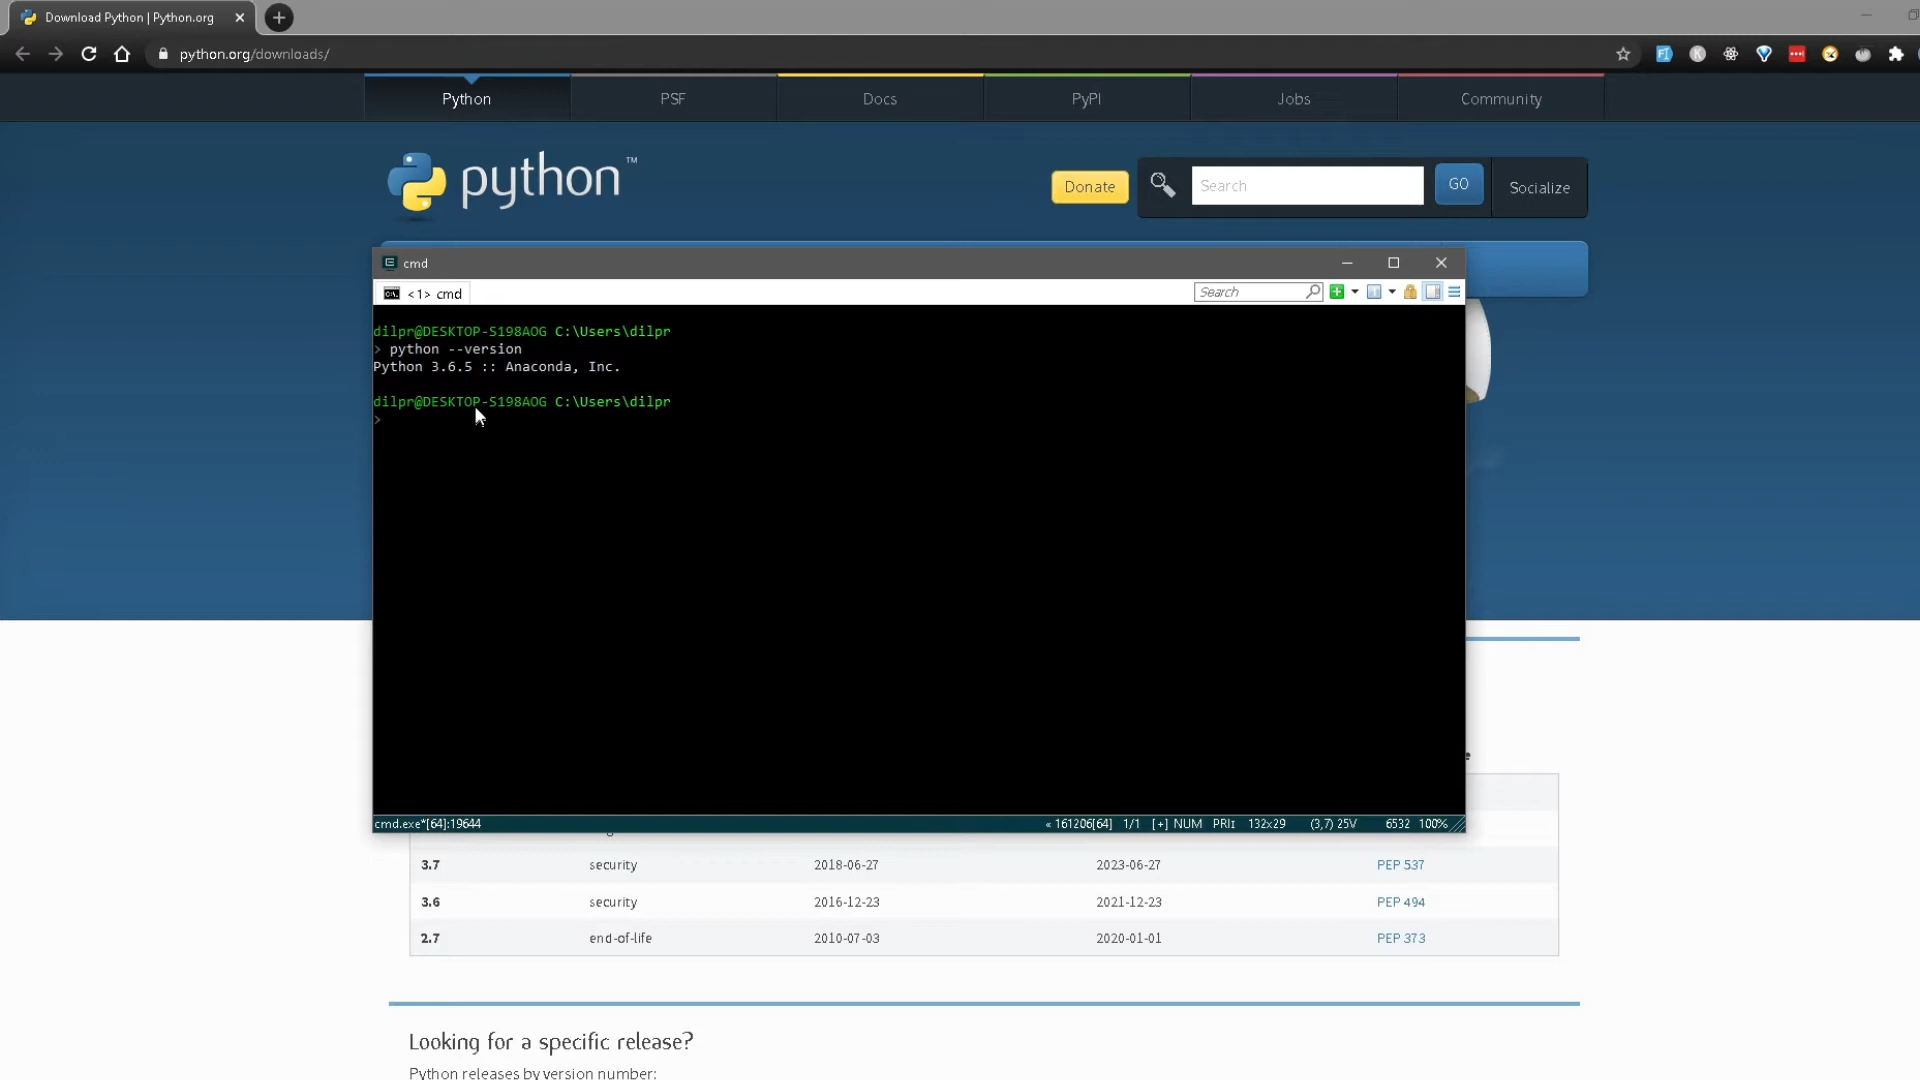 Download Python | Python.org
python.org/downloads/
Python
PSF
Docs
PyPI
Jobs
Community
python™
Donate
Search
GO
Socialize
cmd
<1> cmd
Search
dilpr@DESKTOP-S198AOG C:\Users\dilpr
> python --version
Python 3.6.5 :: Anaconda, Inc.
dilpr@DESKTOP-S198AOG C:\Users\dilpr
>
cmd.exe*[64]:19644
« 161206[64] 1/1 [+] NUM PRI↕ 132x29 (3,7) 25V 6532 100%
3.7 security 2018-06-27 2023-06-27 PEP 537
3.6 security 2016-12-23 2021-12-23 PEP 494
2.7 end-of-life 2010-07-03 2020-01-01 PEP 373
Looking for a specific release?
Python releases by version number: